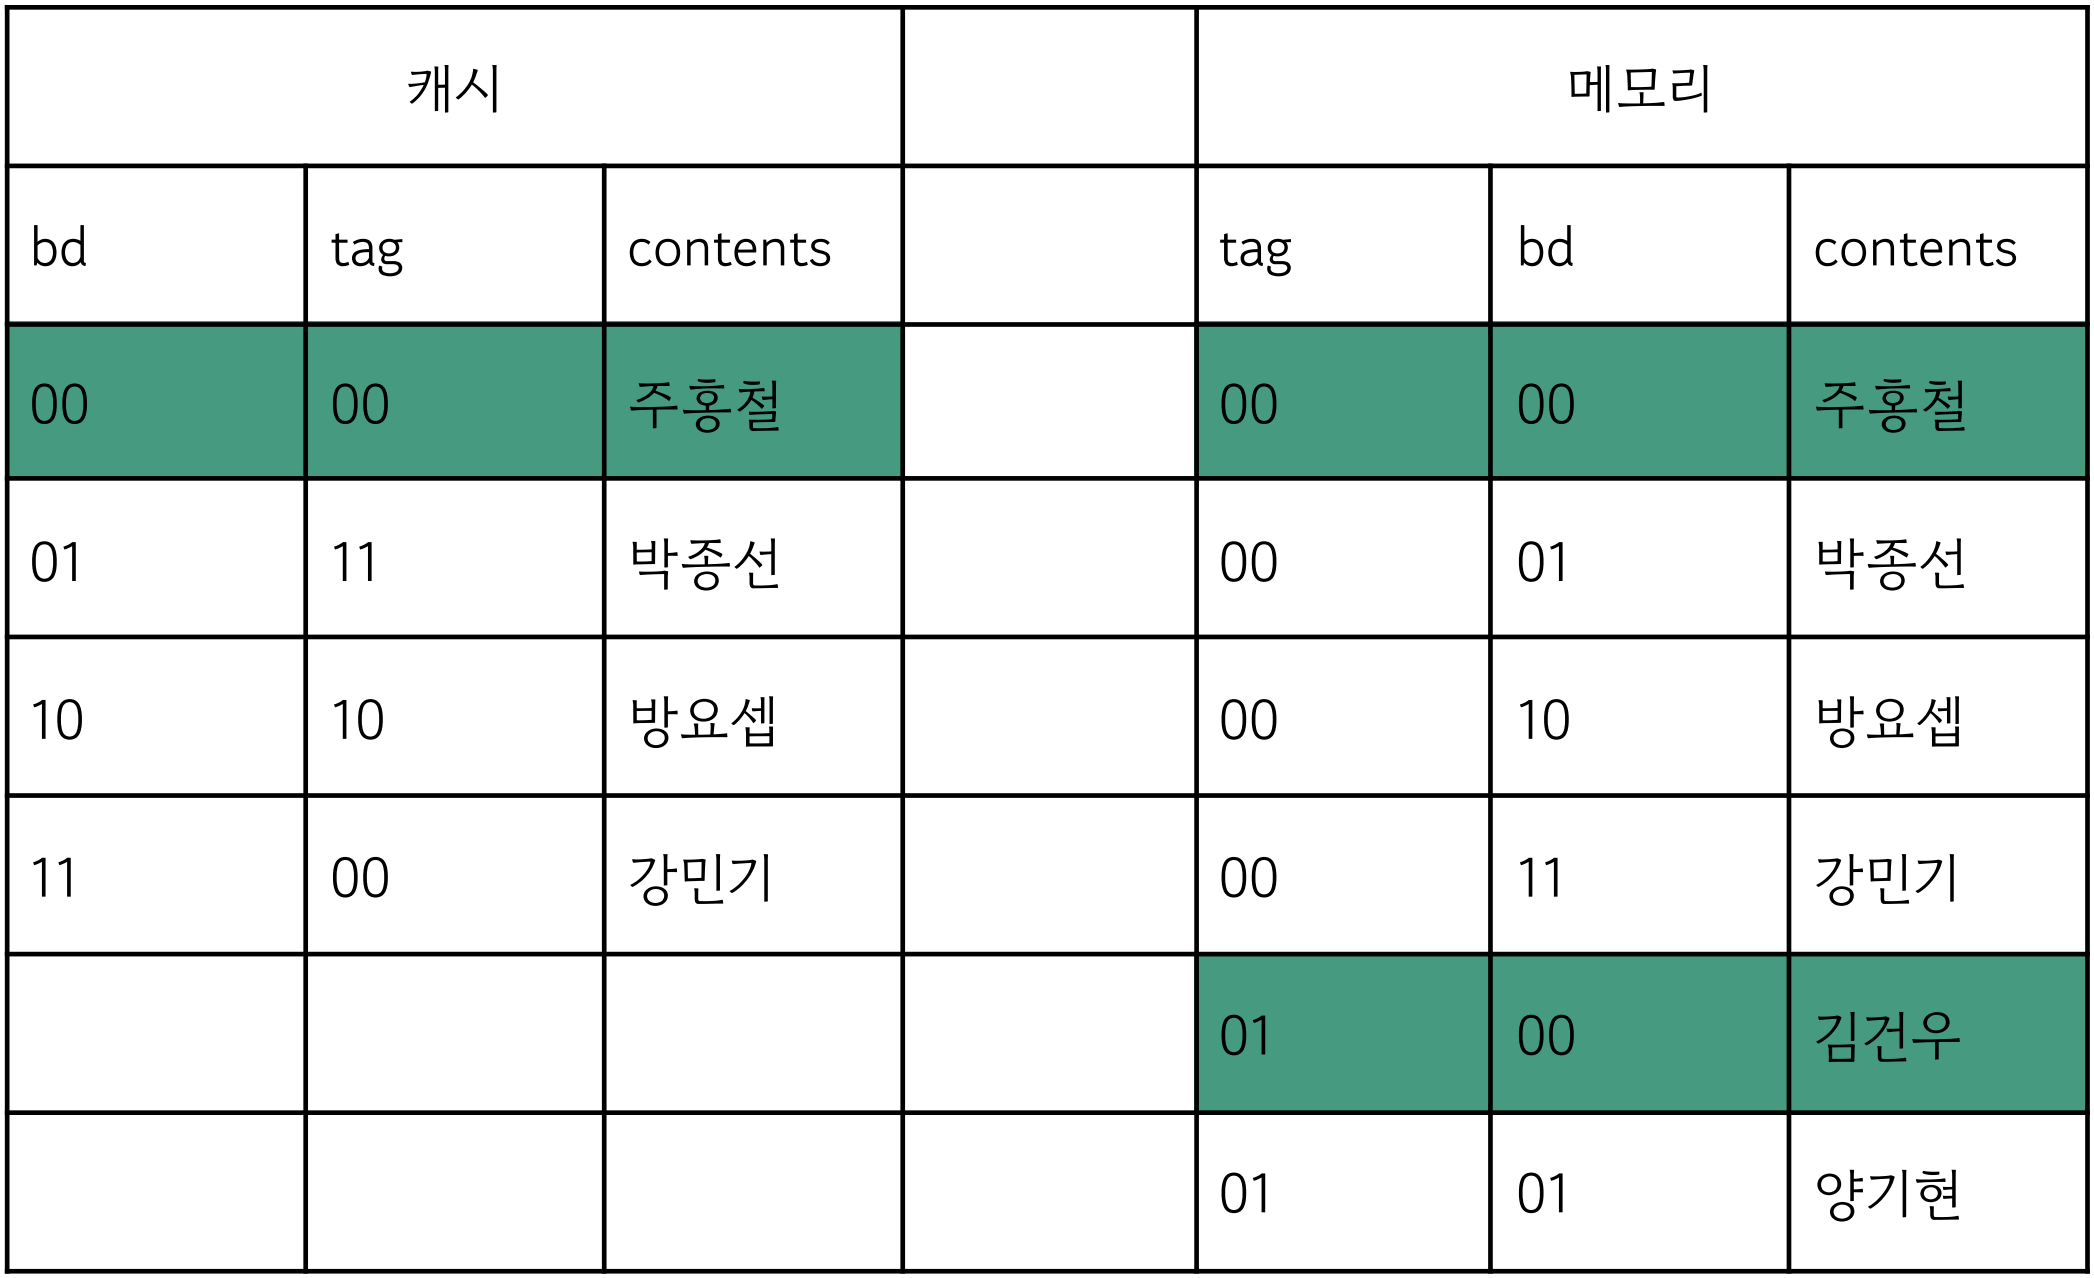 캐시 메모리
bd tag contents tag bd contents
00 00 주홍철 00 00 주홍철
01 11 박종선 00 01 박종선
10 10 방요셉 00 10 방요셉
11 00 강민기 00 11 강민기
01 00 김건우
01 01 양기현